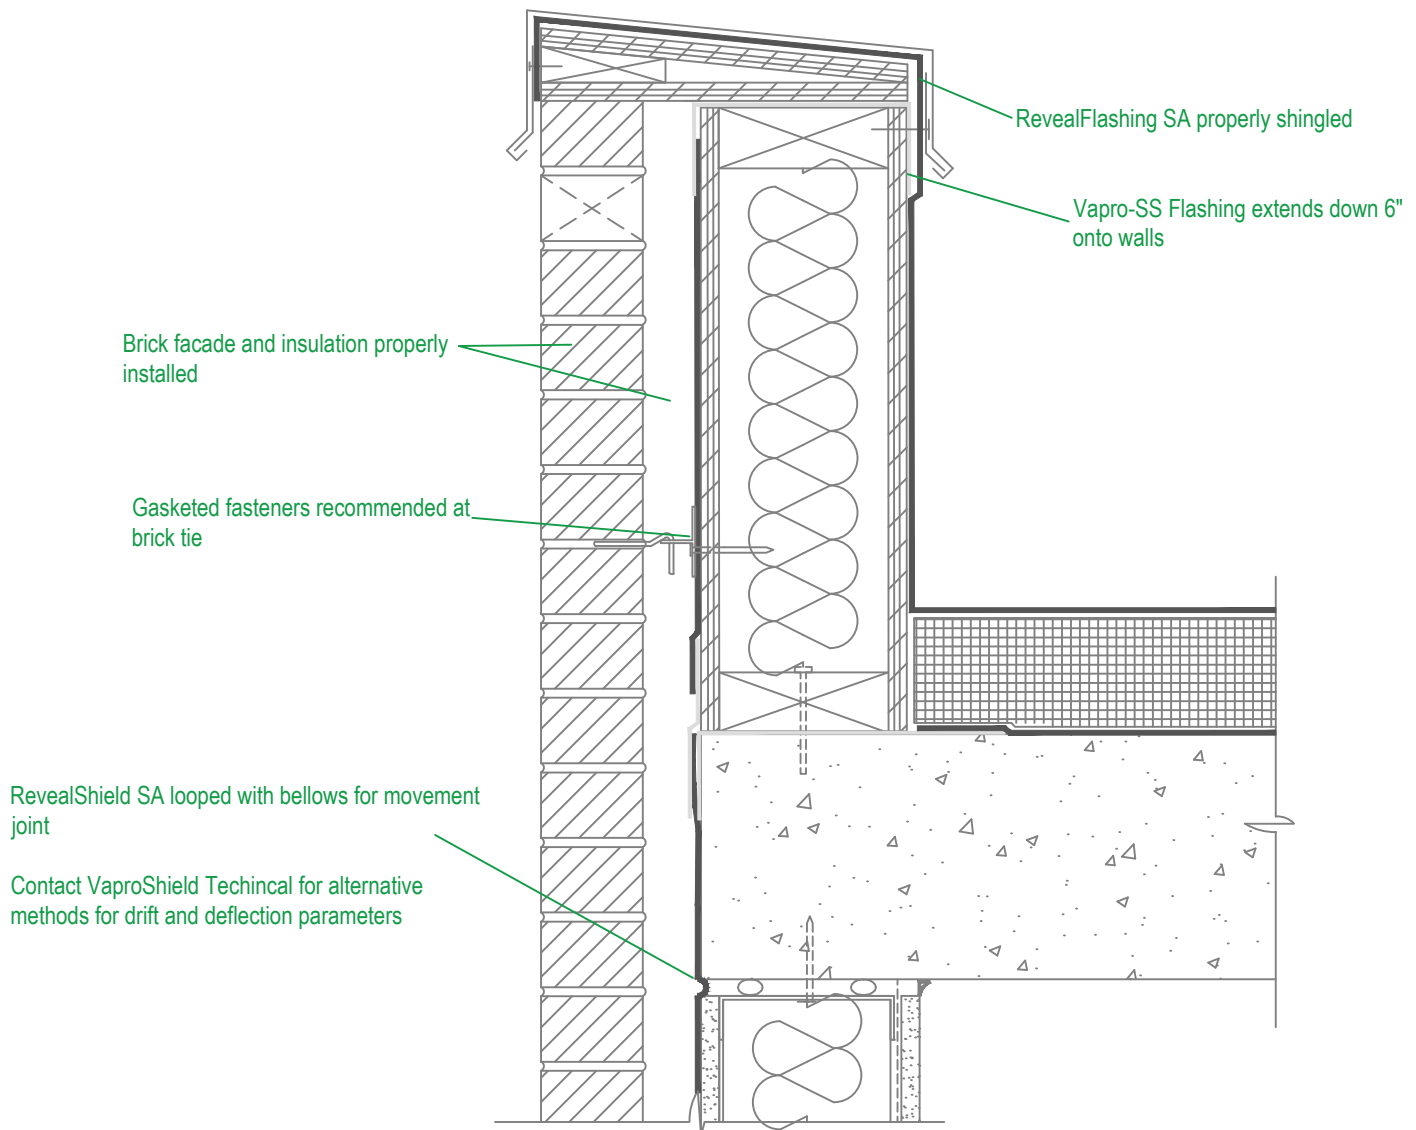 RevealFlashing SA properly shingled
Vapro-SS Flashing extends down 6"
onto walls
Brick facade and insulation properly
installed
Gasketed fasteners recommended at
brick tie
RevealShield SA looped with bellows for movement
joint
Contact VaproShield Techincal for alternative
methods for drift and deflection parameters